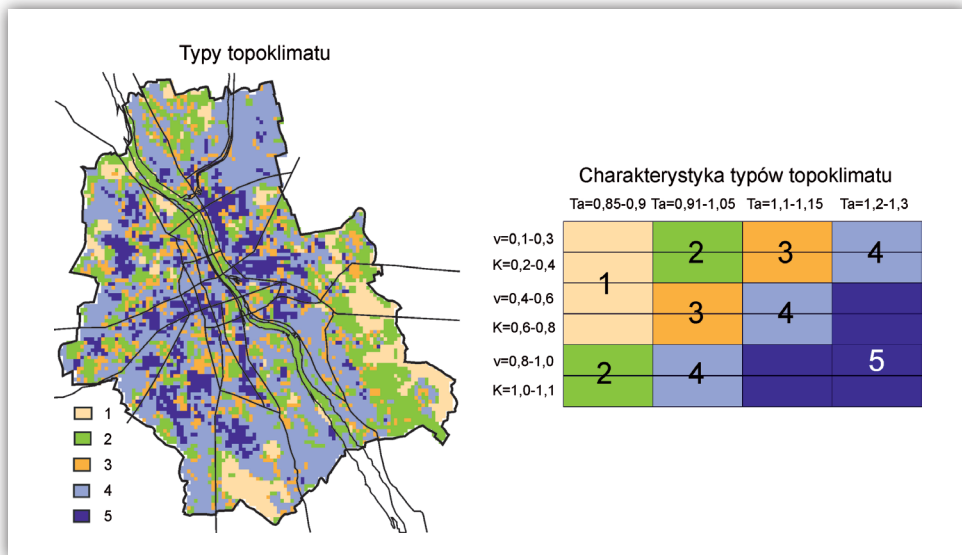 Typy topoklimatu
1
2
3
4
5
Charakterystyka typów topoklimatu
Ta=0,85-0,9 Ta=0,91-1,05 Ta=1,1-1,15 Ta=1,2-1,3
v=0,1-0,3
K=0,2-0,4
v=0,4-0,6
K=0,6-0,8
v=0,8-1,0
K=1,0-1,1
2 3 4
1
3 4
5
2 4